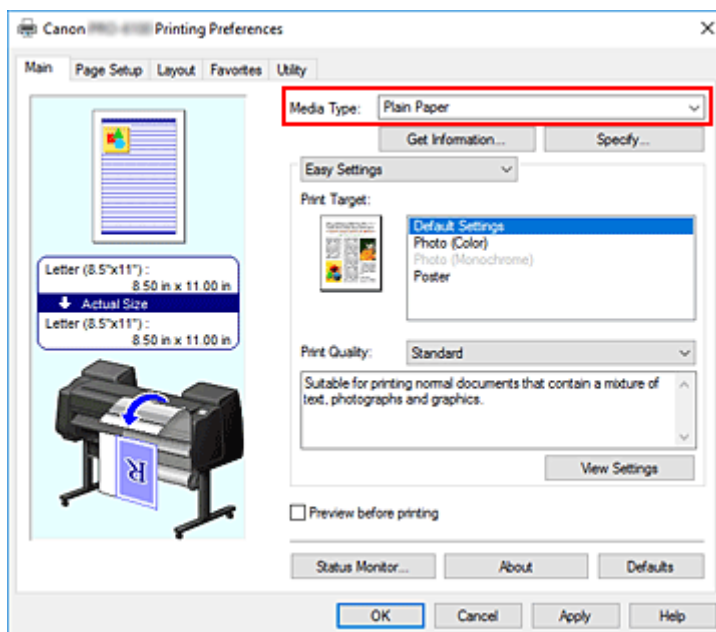 Canon Printing Preferences
Main Page Setup Layout Favorites Utility
Media Type: Plain Paper
Get Information... Specify...
Easy Settings
Print Target:
Default Settings
Photo (Color)
Photo (Monochrome)
Poster
Letter (8.5"x11") :
8.50 in x 11.00 in
Actual Size
Letter (8.5"x11") :
8.50 in x 11.00 in
R
Print Quality: Standard
Suitable for printing normal documents that contain a mixture of
text, photographs and graphics.
View Settings
Preview before printing
Status Monitor... About Defaults
OK Cancel Apply Help